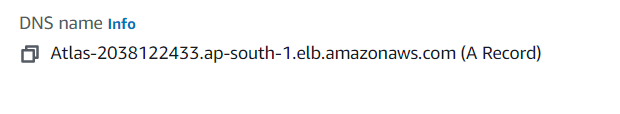 DNS name Info
Atlas-2038122433.ap-south-1.elb.amazonaws.com (A Record)